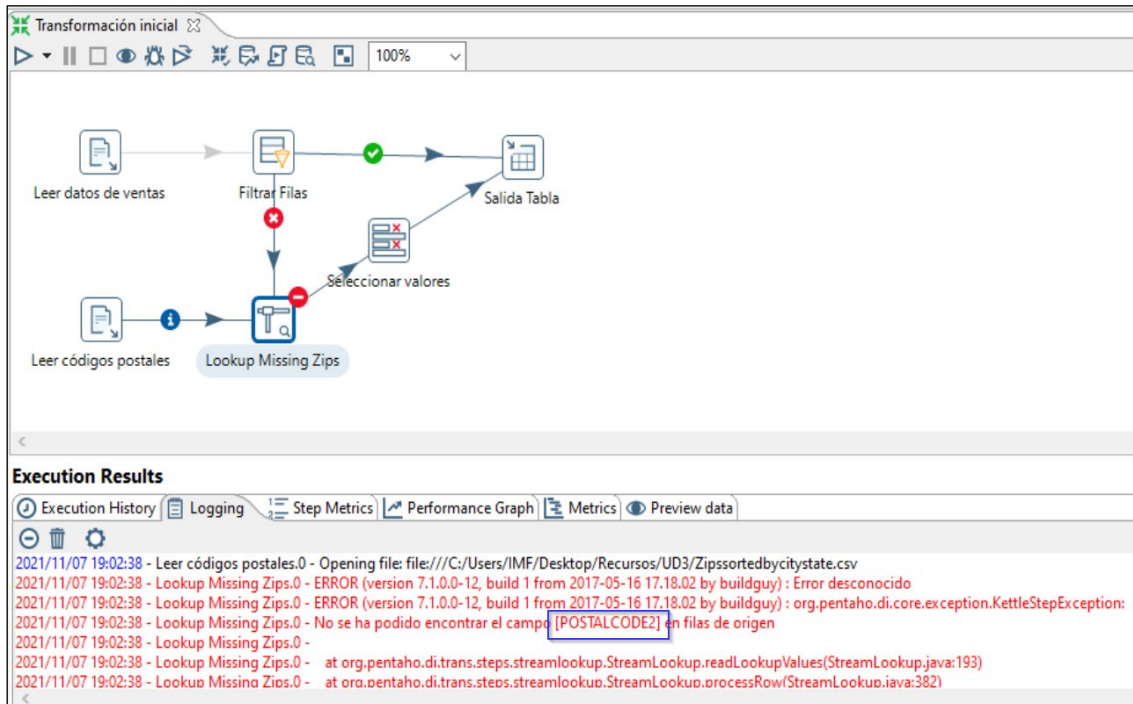 Transformación inicial
100%
Leer datos de ventas
Filtrar Filas
Salida Tabla
Seleccionar valores
Leer códigos postales
Lookup Missing Zips
Execution Results
Execution History
Logging
Step Metrics
Performance Graph
Metrics
Preview data
2021/11/07 19:02:38 - Leer códigos postales.0 - Opening file: file:///C:/Users/IMF/Desktop/Recursos/UD3/Zipssortedbycitystate.csv
2021/11/07 19:02:38 - Lookup Missing Zips.0 - ERROR (version 7.1.0.0-12, build 1 from 2017-05-16 17.18.02 by buildguy) : Error desconocido
2021/11/07 19:02:38 - Lookup Missing Zips.0 - ERROR (version 7.1.0.0-12, build 1 from 2017-05-16 17.18.02 by buildguy) : org.pentaho.di.core.exception.KettleStepException:
2021/11/07 19:02:38 - Lookup Missing Zips.0 - No se ha podido encontrar el campo [POSTALCODE2] en filas de origen
2021/11/07 19:02:38 - Lookup Missing Zips.0 -
2021/11/07 19:02:38 - Lookup Missing Zips.0 - at org.pentaho.di.trans.steps.streamlookup.StreamLookup.readLookupValues(StreamLookup.java:193)
2021/11/07 19:02:38 - Lookup Missing Zips.0 - at org.pentaho.di.trans.steps.streamlookup.StreamLookup.processRow(StreamLookup.java:382)